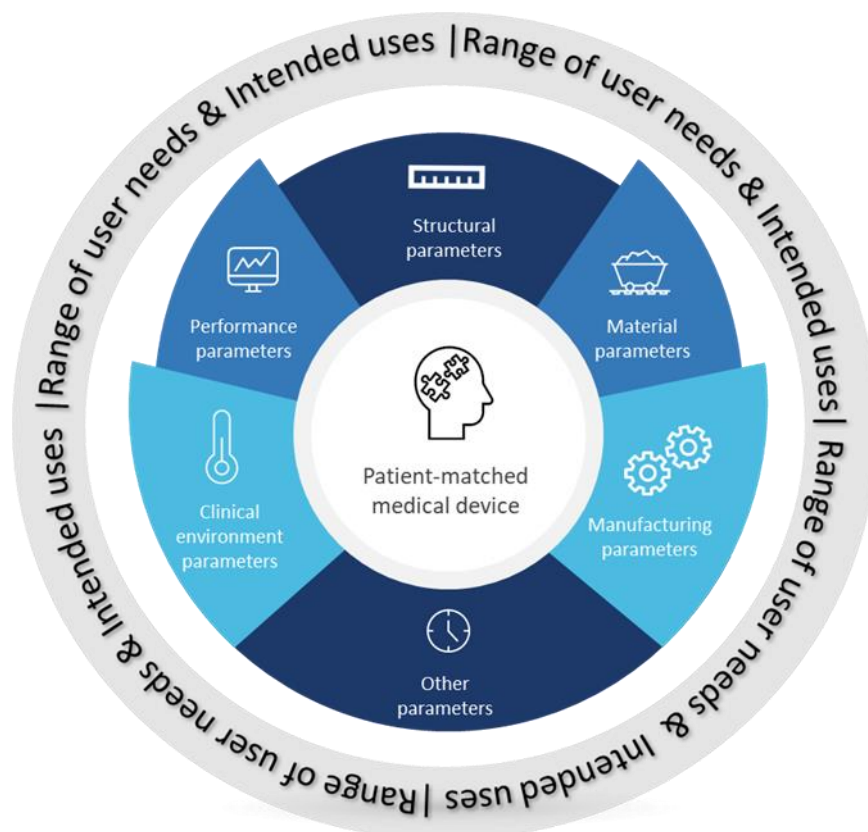 |Range of user needs & Intended uses
|Range of user needs & Intended uses
| Range of user needs & Intended uses
|Range of user needs & Intended uses
Structural
parameters
Material
parameters
Manufacturing
parameters
Other
parameters
Clinical
environment
parameters
Performance
parameters
Patient-matched
medical device